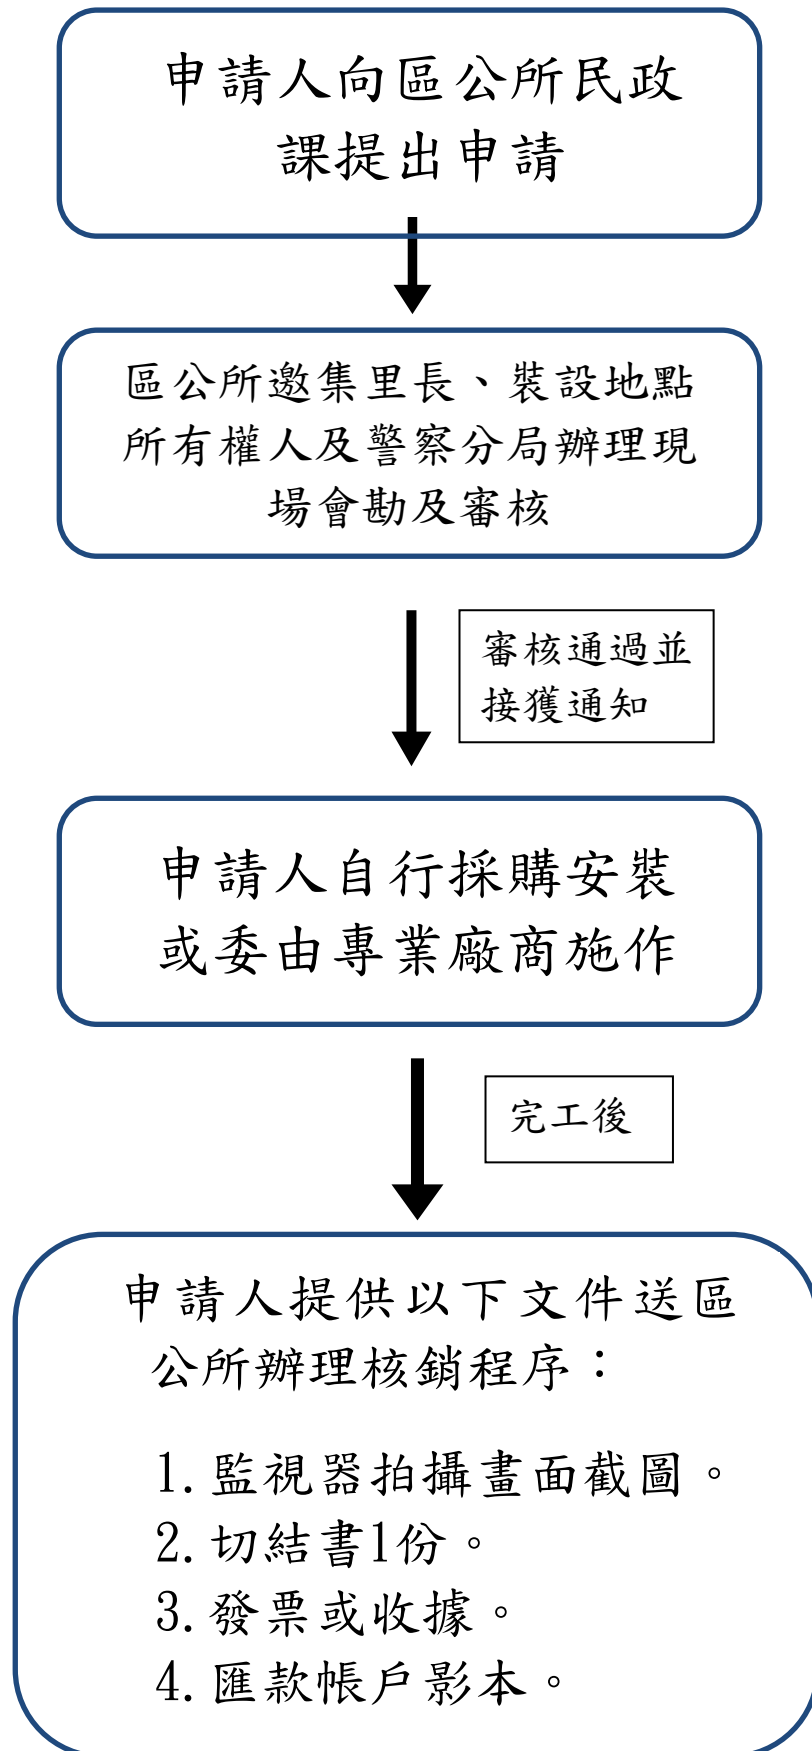 申請人向區公所民政
課提出申請
區公所邀集里長、裝設地點
所有權人及警察分局辦理現
場會勘及審核
審核通過並
接獲通知
申請人自行採購安裝
或委由專業廠商施作
完工後
申請人提供以下文件送區
公所辦理核銷程序：
1.監視器拍攝畫面截圖。
2.切結書1份。
3.發票或收據。
4.匯款帳戶影本。